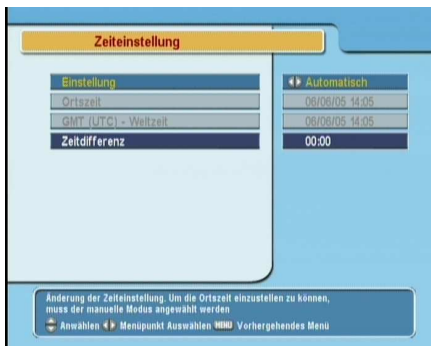 Zeiteinstellung
Einstellung Automatisch
Ortszeit 06/06/05 14:05
GMT (UTC) - Weltzeit 06/06/05 14:05
Zeitdifferenz 00:00
Änderung der Zeiteinstellung. Um die Ortszeit einzustellen zu können,
muss der manuelle Modus angewählt werden
Anwählen Menüpunkt Auswählen MENU Vorhergehendes Menü